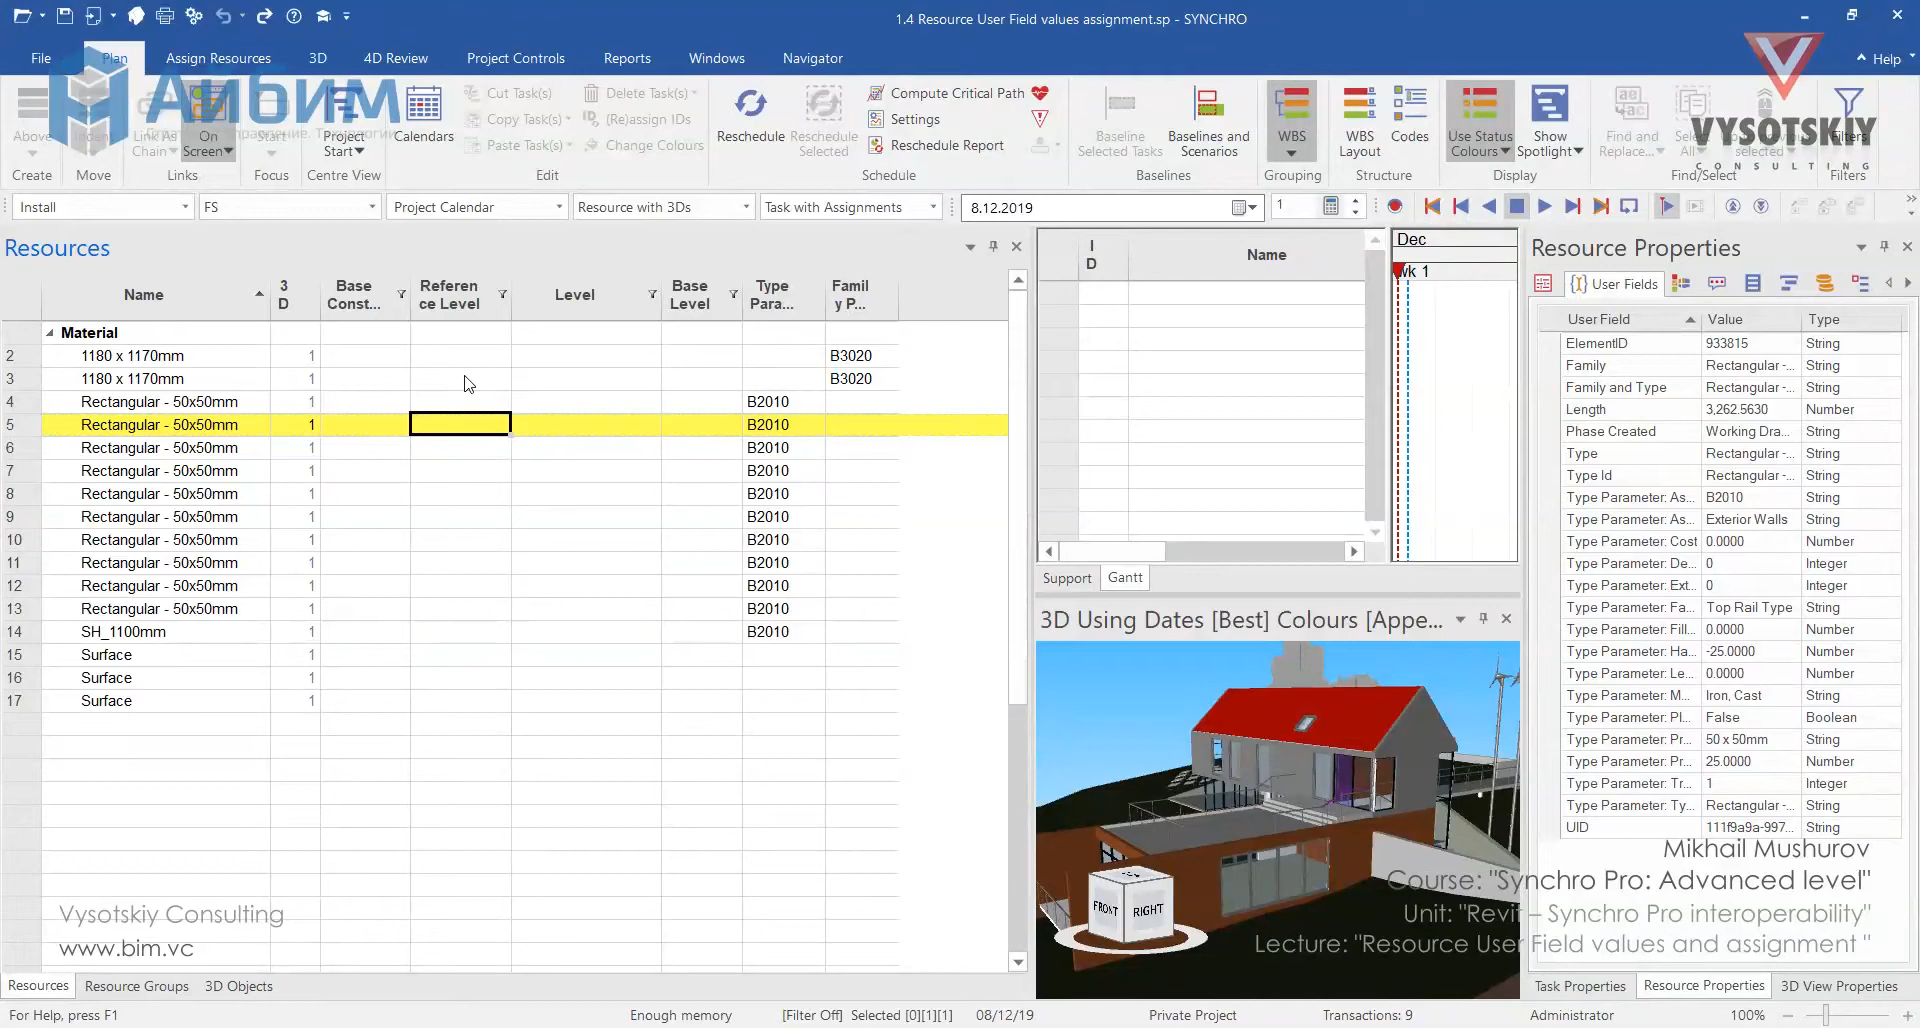 1.4 Resource User Field values assignment.sp - SYNCHRO
File Plan Assign Resources 3D 4D Review Project Controls Reports Windows Navigator Help
Айбим
Above Indent Link As Chain On Screen Start Project Start Calendars
Create Move Links Focus Centre View
Cut Task(s) Delete Task(s)
Copy Task(s) (Re)assign IDs
Paste Task(s) Change Colours
Edit
Reschedule Reschedule Selected
Compute Critical Path
Settings
Reschedule Report
Schedule
Baseline Selected Tasks Baselines and Scenarios
Baselines
WBS
Grouping
WBS Layout Codes
Structure
Use Status Colours Show Spotlight
Display
Find and Replace... Select All selected
Find/Select
Filters
Filters
VYSOTSKIY
CONSULTING
Install FS Project Calendar Resource with 3Ds Task with Assignments 8.12.2019 1
Resources
Name 3D Base Const... Reference Level Level Base Level Type Para... Family P...
Material
2 1180 x 1170mm 1 B3020
3 1180 x 1170mm 1 B3020
4 Rectangular - 50x50mm 1 B2010
5 Rectangular - 50x50mm 1 B2010
6 Rectangular - 50x50mm 1 B2010
7 Rectangular - 50x50mm 1 B2010
8 Rectangular - 50x50mm 1 B2010
9 Rectangular - 50x50mm 1 B2010
10 Rectangular - 50x50mm 1 B2010
11 Rectangular - 50x50mm 1 B2010
12 Rectangular - 50x50mm 1 B2010
13 Rectangular - 50x50mm 1 B2010
14 SH_1100mm 1 B2010
15 Surface 1
16 Surface 1
17 Surface 1
Vysotskiy Consulting
www.bim.vc
Resources Resource Groups 3D Objects
ID Name
Dec
wk 1
Support Gantt
3D Using Dates [Best] Colours [Appe...
FRONT RIGHT
Resource Properties
User Fields
User Field Value Type
ElementID 933815 String
Family Rectangular -... String
Family and Type Rectangular -... String
Length 3,262.5630 Number
Phase Created Working Dra... String
Type Rectangular -... String
Type Id Rectangular -... String
Type Parameter: As... B2010 String
Type Parameter: As... Exterior Walls String
Type Parameter: Cost 0.0000 Number
Type Parameter: De... 0 Integer
Type Parameter: Ext... 0 Integer
Type Parameter: Fa... Top Rail Type String
Type Parameter: Fill... 0.0000 Number
Type Parameter: Ha... -25.0000 Number
Type Parameter: Le... 0.0000 Number
Type Parameter: M... Iron, Cast String
Type Parameter: Pl... False Boolean
Type Parameter: Pr... 50 x 50mm String
Type Parameter: Pr... 25.0000 Number
Type Parameter: Tr... 1 Integer
Type Parameter: Ty... Rectangular -... String
UID 111f9a9a-997... String
Mikhail Mushurov
Course: "Synchro Pro: Advanced level"
Unit: "Revit – Synchro Pro interoperability"
Lecture: "Resource User Field values and assignment "
Task Properties Resource Properties 3D View Properties
For Help, press F1 Enough memory [Filter Off] Selected [0][1][1] 08/12/19 Private Project Transactions: 9 Administrator 100%